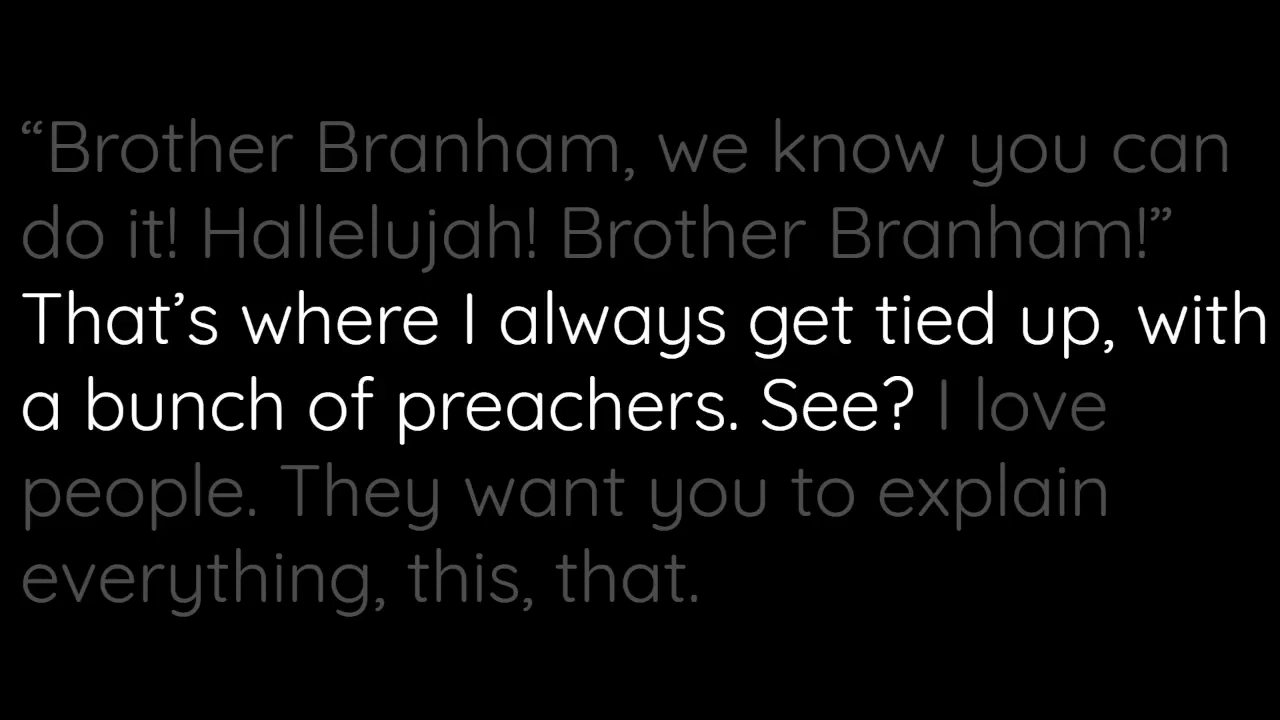 “Brother Branham, we know you can
do it! Hallelujah! Brother Branham!”
That’s where I always get tied up, with
a bunch of preachers. See? I love
people. They want you to explain
everything, this, that.